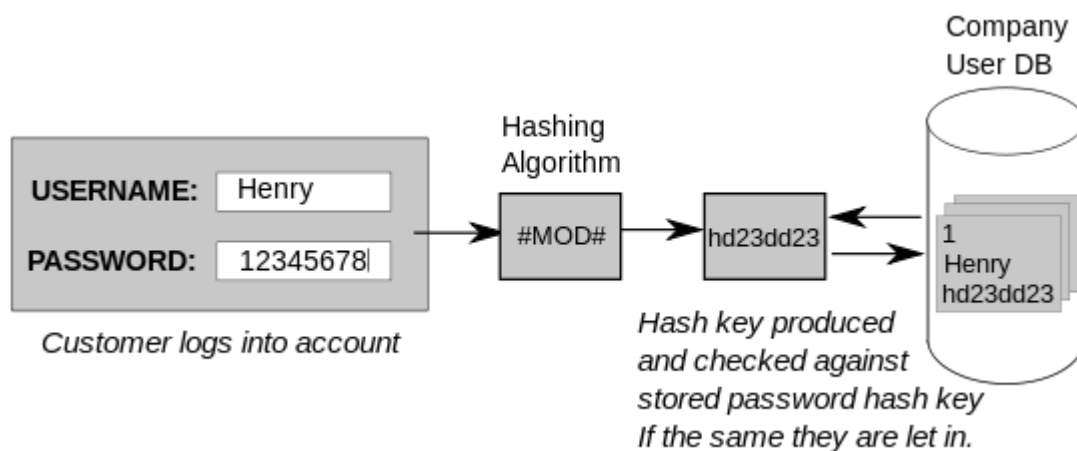 Company
User DB
Hashing
Algorithm
USERNAME: Henry
PASSWORD: 12345678
#MOD#
hd23dd23
1
Henry
hd23dd23
Customer logs into account
Hash key produced
and checked against
stored password hash key
If the same they are let in.